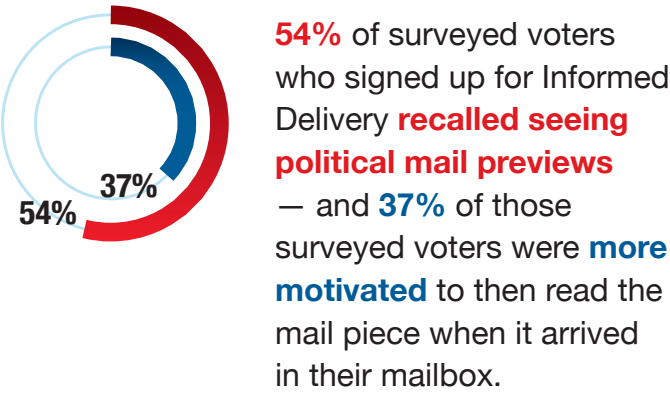 54% of surveyed voters
who signed up for Informed
Delivery recalled seeing
political mail previews
— and 37% of those
surveyed voters were more
motivated to then read the
mail piece when it arrived
in their mailbox.
37%
54%